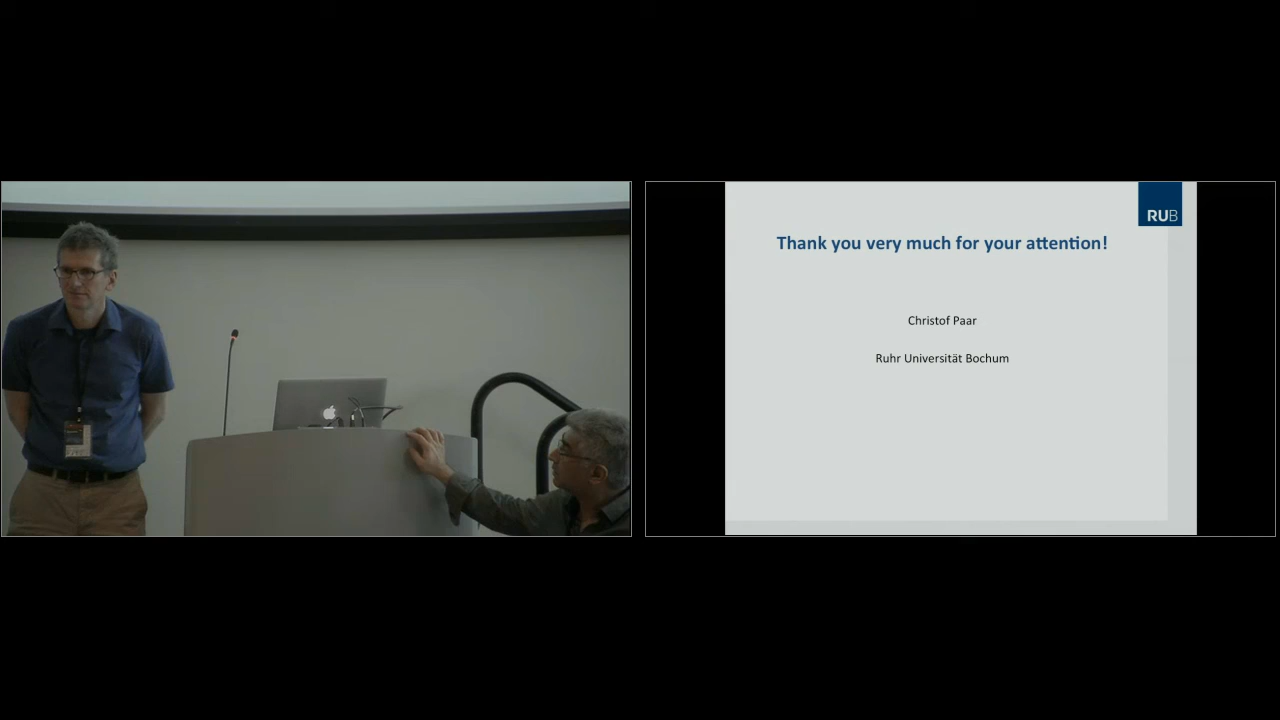 RUB
Thank you very much for your attention!
Christof Paar
Ruhr Universität Bochum